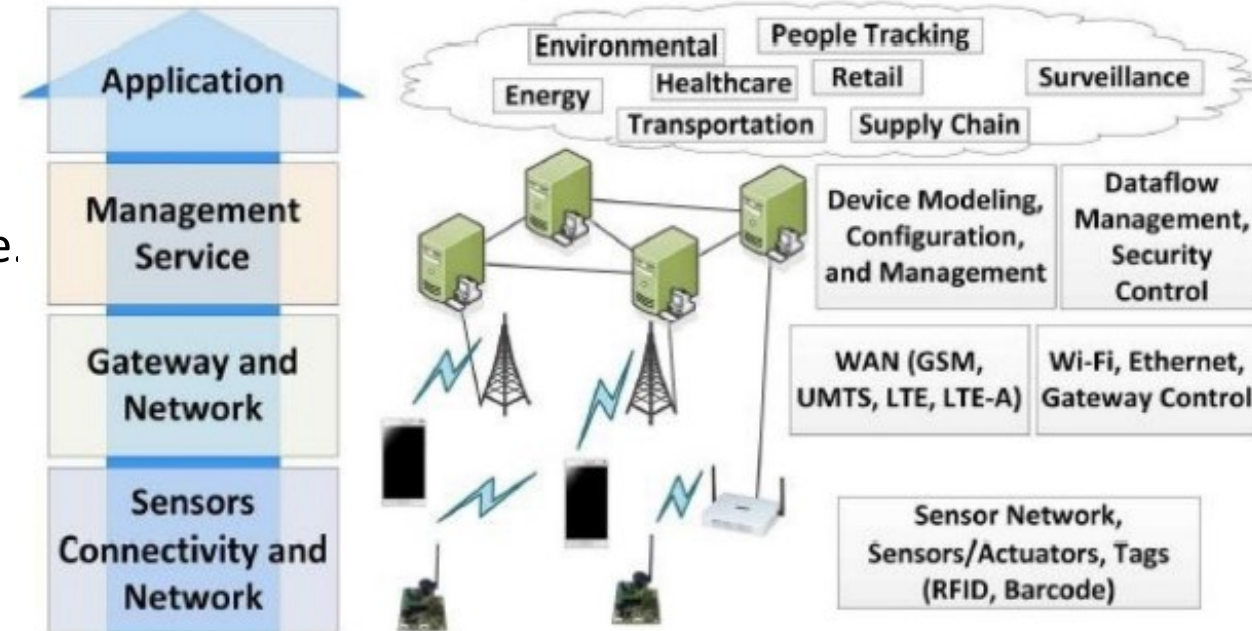 Application
Management
Service
Gateway and
Network
Sensors
Connectivity and
Network
e.
Environmental
People Tracking
Energy
Healthcare
Retail
Surveillance
Transportation
Supply Chain
Device Modeling,
Configuration,
and Management
Dataflow
Management,
Security
Control
WAN (GSM,
UMTS, LTE, LTE-A)
Wi-Fi, Ethernet,
Gateway Control
Sensor Network,
Sensors/Actuators, Tags
(RFID, Barcode)